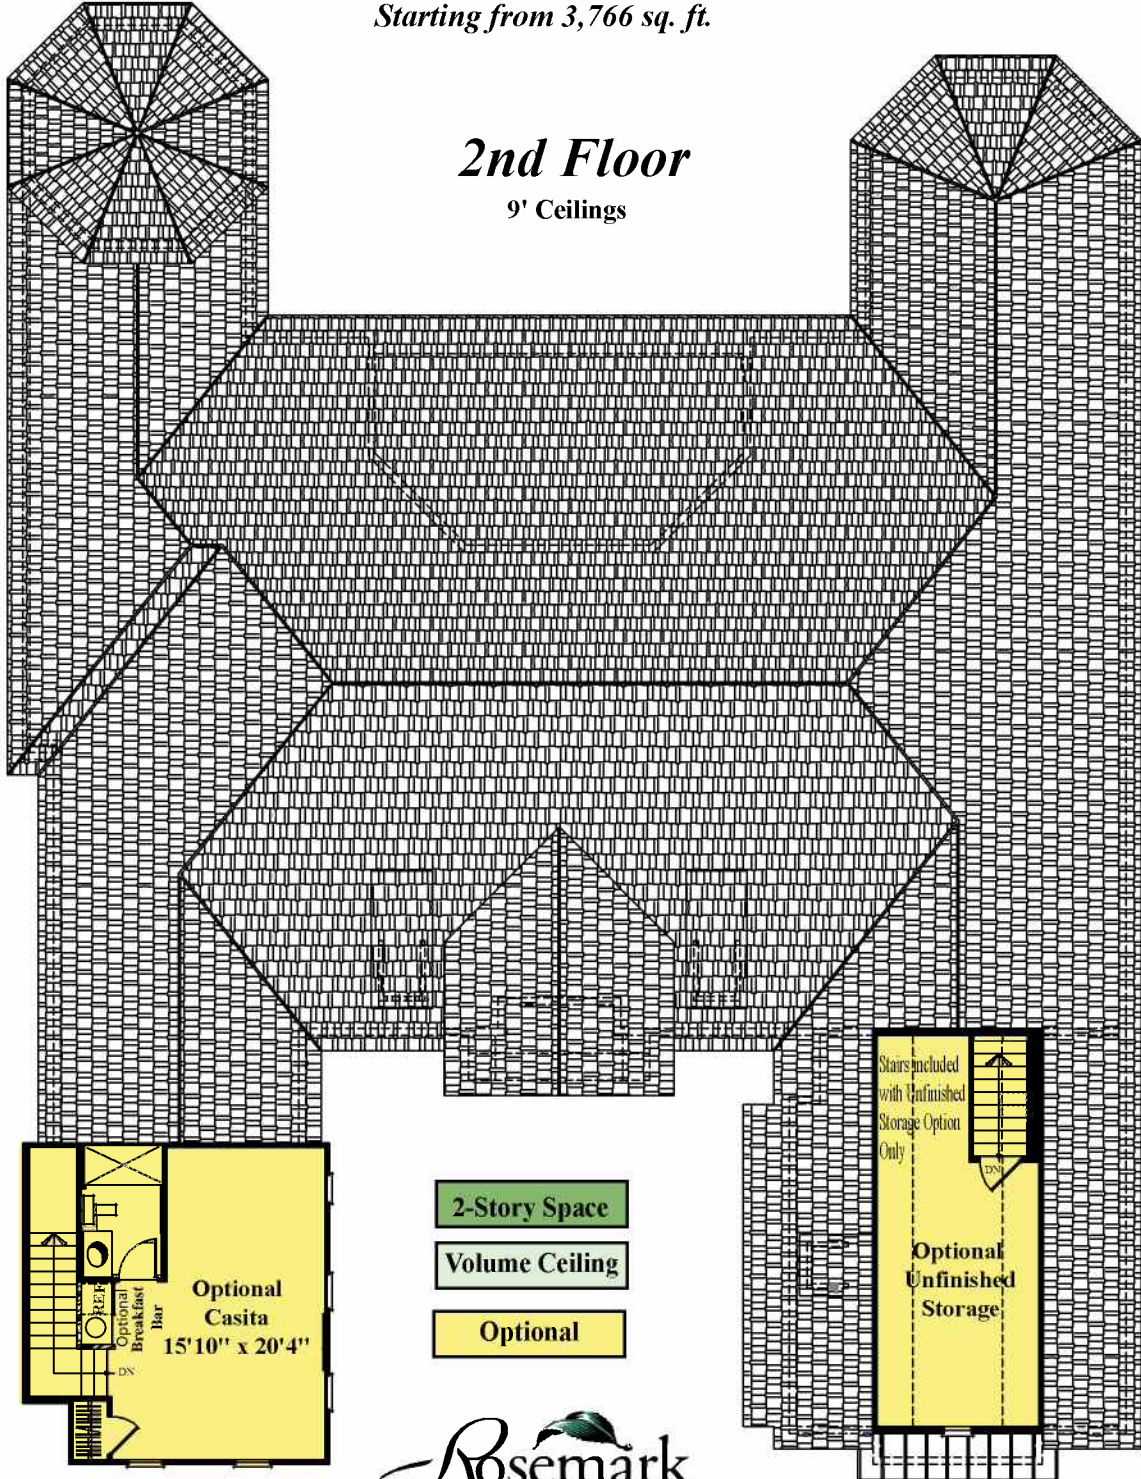 Starting from 3,766 sq. ft.
2nd Floor
9' Ceilings
Stairs included
with Unfinished
Storage Option
Only
DN
2-Story Space
Volume Ceiling
Optional
Optional
Unfinished
Storage
REF
Optional
Breakfast
Bar
Optional
Casita
15'10" x 20'4"
DN
Rosemark